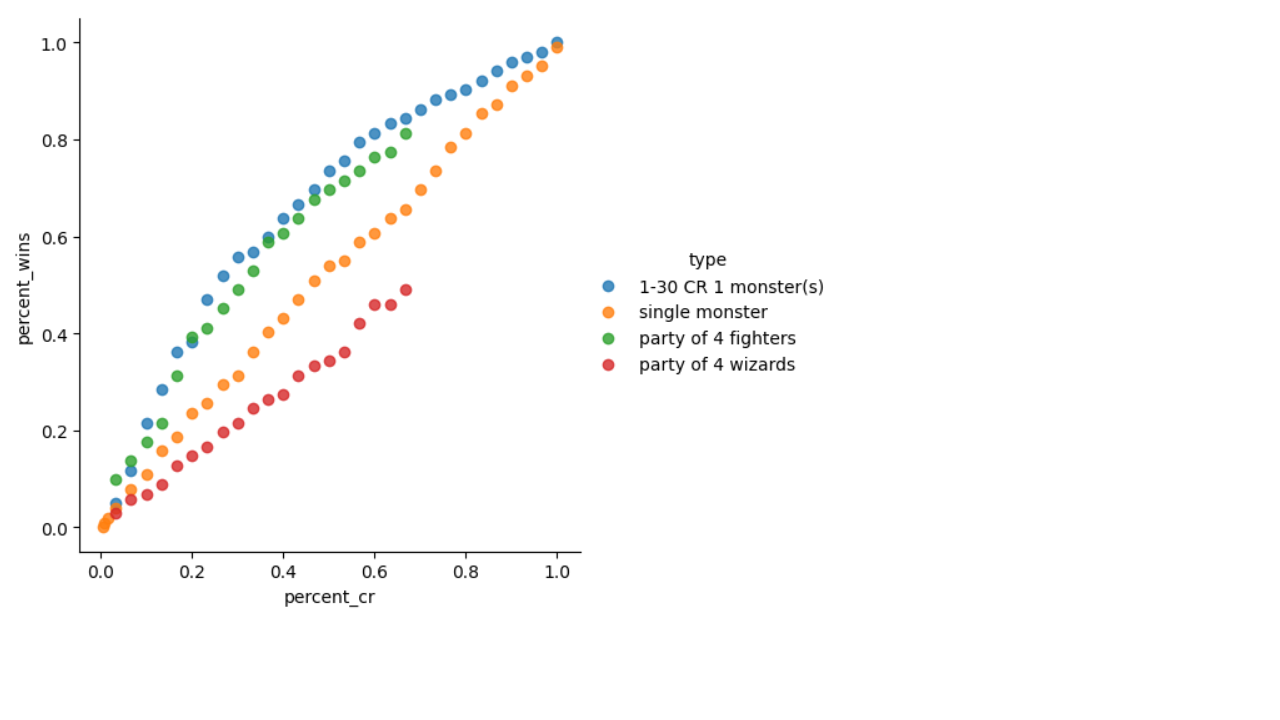 1.0
0.8
0.6
0.4
0.2
0.0
percent_wins
0.0 0.2 0.4 0.6 0.8 1.0
percent_cr
type
1-30 CR 1 monster(s)
single monster
party of 4 fighters
party of 4 wizards